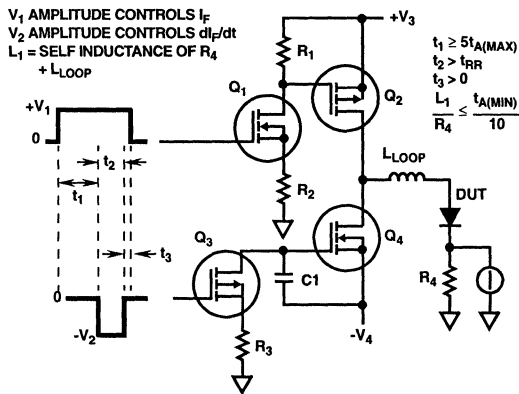 V1 AMPLITUDE CONTROLS IF
V2 AMPLITUDE CONTROLS dIF/dt
L1 = SELF INDUCTANCE OF R4
+ LLOOP
+V3
t1 ≥ 5tA(MAX)
t2 > tRR
t3 > 0
L1/R4 ≤ tA(MIN)/10
R1
Q1
Q2
+V1
0
t2
t1
R2
LLOOP
DUT
Q3
Q4
t3
0
C1
R4
-V2
R3
-V4